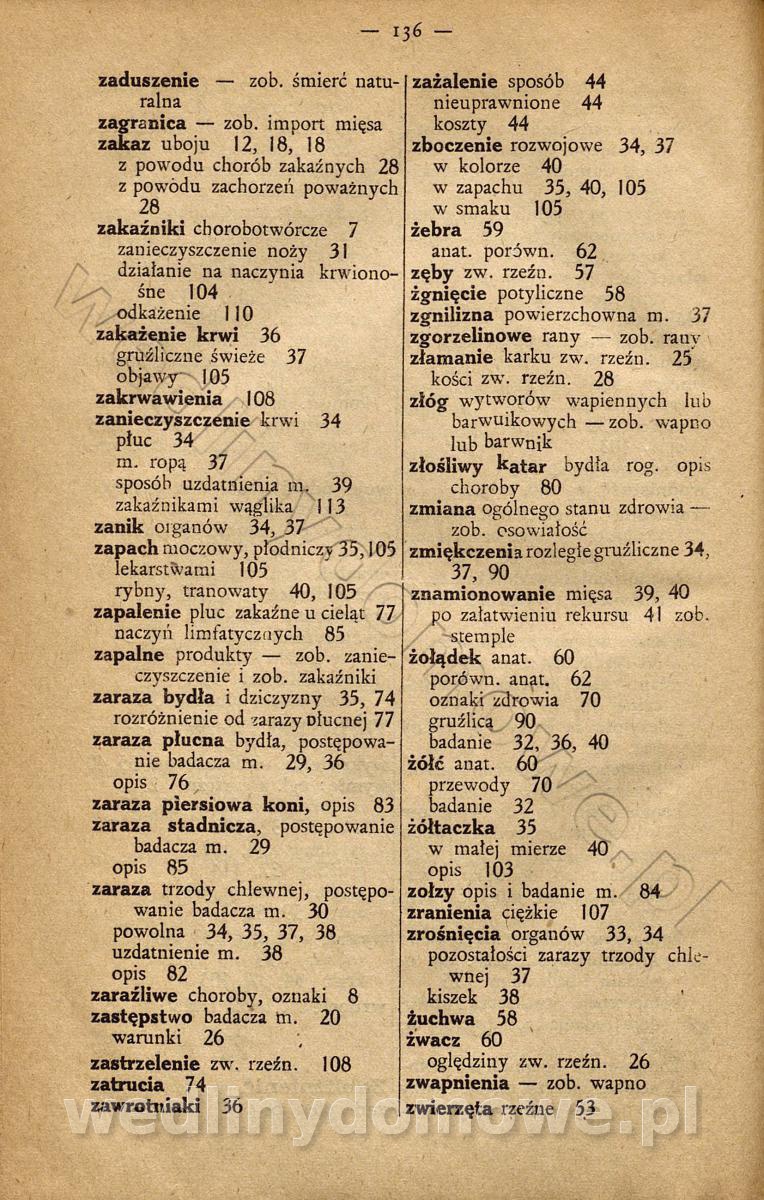 — 136 —
zaduszenie — zob. śmierć natu-
ralna
zagranica — zob. import mięsa
zakaz uboju 12, 18, 18
z powodu chorób zakaźnych 28
z powodu zachorzeń poważnych
28
zakaźniki chorobotwórcze 7
zanieczyszczenie noży 31
działanie na naczynia krwiono-
śne 104
odkażenie 110
zakażenie krwi 36
gruźliczne świeże 37
objawy 105
zakrwawienia 108
zanieczyszczenie krwi 34
płuc 34
m. ropą 37
sposób uzdatnienia m. 39
zakaźnikami wąglika 113
zanik organów 34, 37
zapach moczowy, płodniczy 35, 105
lekarstwami 105
rybny, tranowaty 40, 105
zapalenie płuc zakaźne u cieląt 77
naczyń limfatycznych 85
zapalne produkty — zob. zanie-
czyszczenie i zob. zakaźniki
zaraza bydła i dziczyzny 35, 74
rozróżnienie od zarazy płucnej 77
zaraza płucna bydła, postępowa-
nie badacza m. 29, 36
opis 76
zaraza piersiowa koni, opis 83
zaraza stadnicza, postępowanie
badacza m. 29
opis 85
zaraza trzody chlewnej, postępo-
wanie badacza m. 30
powolna 34, 35, 37, 38
uzdatnienie m. 38
opis 82
zaraźliwe choroby, oznaki 8
zastępstwo badacza m. 20
warunki 26
zastrzelenie zw. rzeźn. 108
zatrucia 74
zawrotniaki 36
zażalenie sposób 44
nieuprawnione 44
koszty 44
zboczenie rozwojowe 34, 37
w kolorze 40
w zapachu 35, 40, 105
w smaku 105
żebra 59
anat. porówn. 62
zęby zw. rzeźn. 57
żgnięcie potyliczne 58
zgnilizna powierzchowna m. 37
zgorzelinowe rany — zob. rany
złamanie karku zw. rzeźn. 25
kości zw. rzeźn. 28
złóg wytworów wapiennych lub
barwnikowych — zob. wapno
lub barwnik
złośliwy katar bydła rog. opis
choroby 80
zmiana ogólnego stanu zdrowia —
zob. osowiałość
zmiękczenia rozległe gruźliczne 34,
37, 90
znamionowanie mięsa 39, 40
po załatwieniu rekursu 41 zob.
stemple
żołądek anat. 60
porówn. anat. 62
oznaki zdrowia 70
gruźlica 90
badanie 32, 36, 40
żółć anat. 60
przewody 70
badanie 32
żółtaczka 35
w małej mierze 40
opis 103
zołzy opis i badanie m. 84
zranienia ciężkie 107
zrośnięcia organów 33, 34
pozostałości zarazy trzody chle-
wnej 37
kiszek 38
żuchwa 58
żwacz 60
oględziny zw. rzeźn. 26
zwapnienia — zob. wapno
zwierzęta rzeźne 53
wedlinydomowe.pl